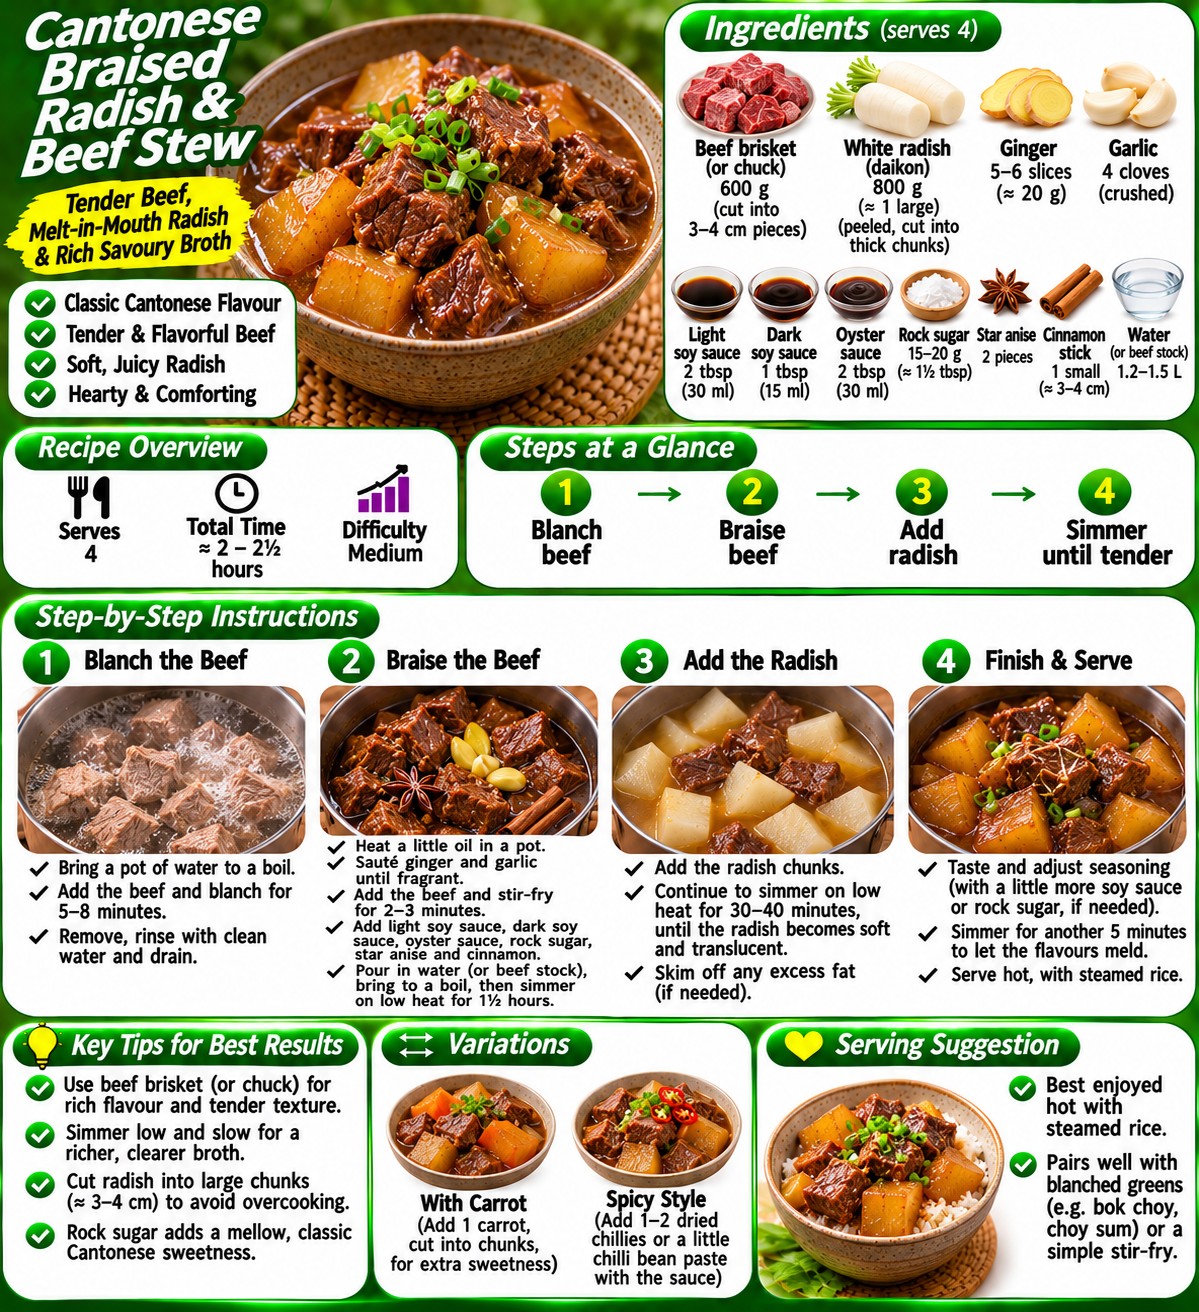 Cantonese
Braised
Radish &
Beef Stew
Tender Beef,
Melt-in-Mouth Radish
& Rich Savoury Broth
Classic Cantonese Flavour
Tender & Flavorful Beef
Soft, Juicy Radish
Hearty & Comforting
Ingredients (serves 4)
Beef brisket
(or chuck)
600 g
(cut into
3–4 cm pieces)
White radish
(daikon)
800 g
(≈ 1 large)
(peeled, cut into
thick chunks)
Ginger
5–6 slices
(≈ 20 g)
Garlic
4 cloves
(crushed)
Light
soy sauce
2 tbsp
(30 ml)
Dark
soy sauce
1 tbsp
(15 ml)
Oyster
sauce
2 tbsp
(30 ml)
Rock sugar
15–20 g
(≈ 1½ tbsp)
Star anise
2 pieces
Cinnamon
stick
1 small
(≈ 3–4 cm)
Water
(or beef stock)
1.2–1.5 L
Recipe Overview
Serves
4
Total Time
≈ 2 – 2½
hours
Difficulty
Medium
Steps at a Glance
1
Blanch
beef
2
Braise
beef
3
Add
radish
4
Simmer
until tender
Step-by-Step Instructions
1 Blanch the Beef
Bring a pot of water to a boil.
Add the beef and blanch for
5–8 minutes.
Remove, rinse with clean
water and drain.
2 Braise the Beef
Heat a little oil in a pot.
Sauté ginger and garlic
until fragrant.
Add the beef and stir-fry
for 2–3 minutes.
Add light soy sauce, dark soy
sauce, oyster sauce, rock sugar,
star anise and cinnamon.
Pour in water (or beef stock),
bring to a boil, then simmer
on low heat for 1½ hours.
3 Add the Radish
Add the radish chunks.
Continue to simmer on low
heat for 30–40 minutes,
until the radish becomes soft
and translucent.
Skim off any excess fat
(if needed).
4 Finish & Serve
Taste and adjust seasoning
(with a little more soy sauce
or rock sugar, if needed).
Simmer for another 5 minutes
to let the flavours meld.
Serve hot, with steamed rice.
Key Tips for Best Results
Use beef brisket (or chuck) for
rich flavour and tender texture.
Simmer low and slow for a
richer, clearer broth.
Cut radish into large chunks
(≈ 3–4 cm) to avoid overcooking.
Rock sugar adds a mellow, classic
Cantonese sweetness.
Variations
With Carrot
(Add 1 carrot,
cut into chunks,
for extra sweetness)
Spicy Style
(Add 1–2 dried
chillies or a little
chilli bean paste
with the sauce)
Serving Suggestion
Best enjoyed
hot with
steamed rice.
Pairs well with
blanched greens
(e.g. bok choy,
choy sum) or a
simple stir-fry.